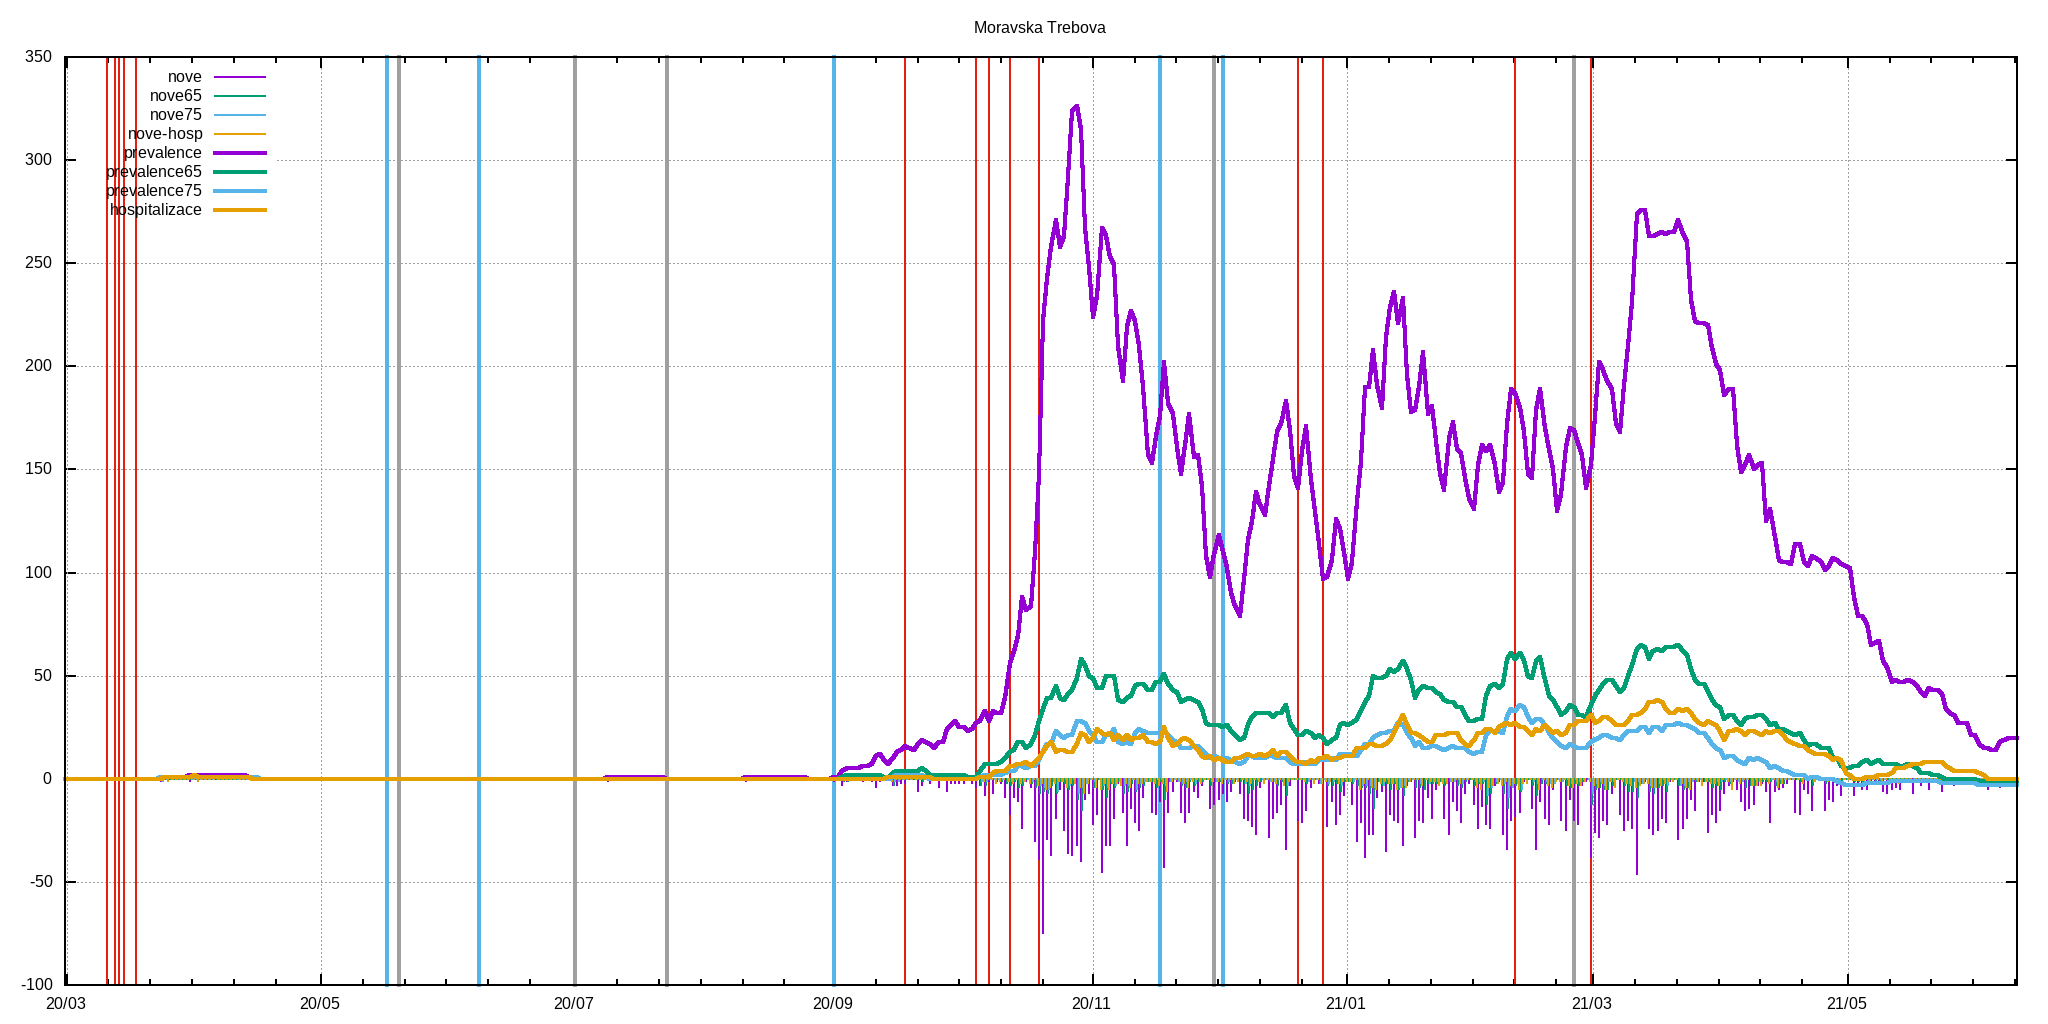 Moravska Trebova
350
300
250
200
150
100
50
0
-50
-100
nove
nove65
nove75
nove-hosp
prevalence
prevalence65
prevalence75
hospitalizace
20/03 20/05 20/07 20/09 20/11 21/01 21/03 21/05